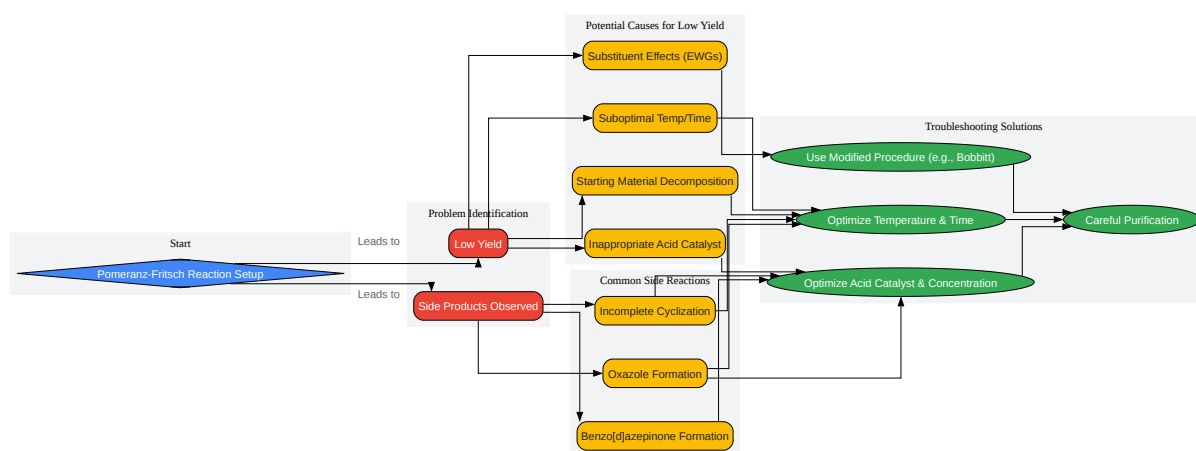 Potential Causes for Low Yield
Substituent Effects (EWGs)
Suboptimal Temp/Time
Starting Material Decomposition
Inappropriate Acid Catalyst
Troubleshooting Solutions
Use Modified Procedure (e.g., Bobbitt)
Optimize Temperature & Time
Careful Purification
Optimize Acid Catalyst & Concentration
Problem Identification
Low Yield
Side Products Observed
Start
Pomeranz-Fritsch Reaction Setup
Leads to
Leads to
Common Side Reactions
Incomplete Cyclization
Oxazole Formation
Benzo[d]azepinone Formation